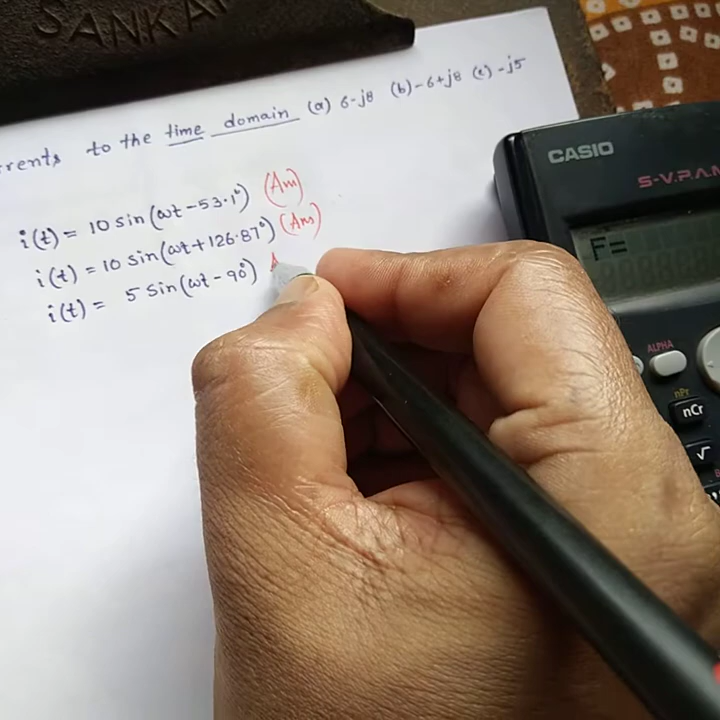 SANKA
rrents to the time domain (a) 6-j8 (b) -6+j8 (c) -j5
i(t) = 10 sin(ωt-53.1°) (Am)
i(t) = 10 sin(ωt+126.87°) (Am)
i(t) = 5 sin(ωt-90°)
CASIO
S-V.P.A.M
F=
ALPHA
nPr
nCr
√